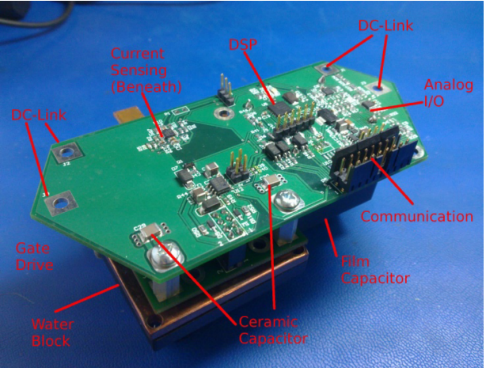 DC-Link
DSP
Current
Sensing
(Beneath)
Analog
I/O
DC-Link
Communication
Gate
Drive
Film
Capacitor
Water
Block
Ceramic
Capacitor